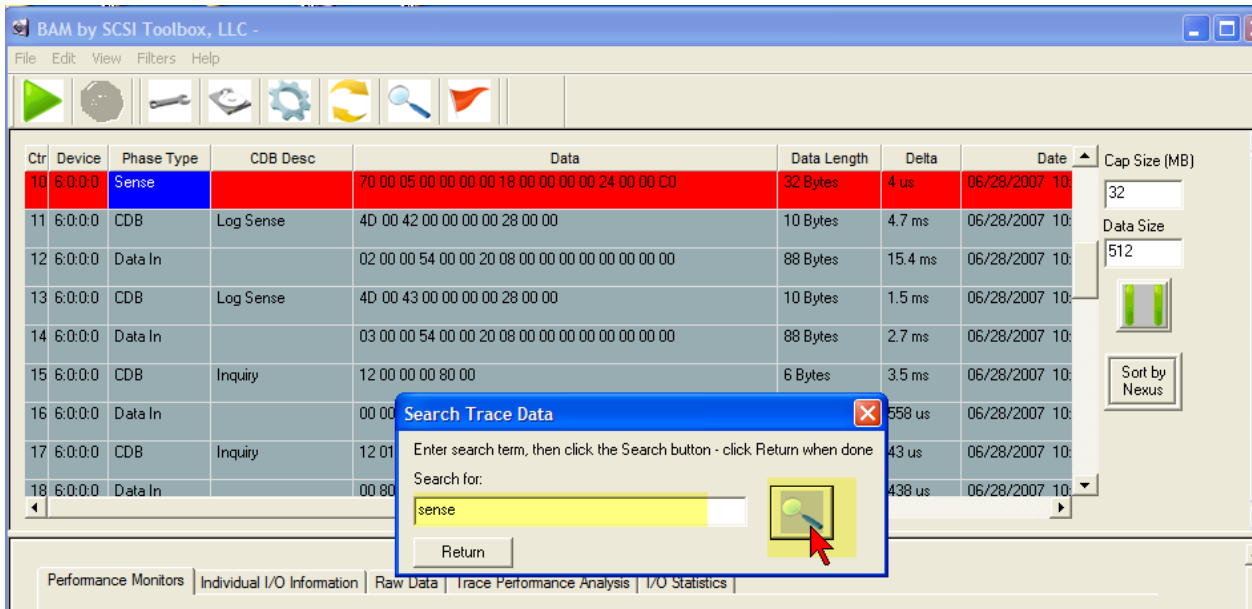 BAM by SCSI Toolbox, LLC -
File Edit View Filters Help
Ctr Device Phase Type CDB Desc Data Data Length Delta Date
10 6:0:0:0 Sense 70 00 05 00 00 00 00 18 00 00 00 00 24 00 00 C0 32 Bytes 4 us 06/28/2007 10:
11 6:0:0:0 CDB Log Sense 4D 00 42 00 00 00 00 28 00 00 10 Bytes 4.7 ms 06/28/2007 10:
12 6:0:0:0 Data In 02 00 00 54 00 00 20 08 00 00 00 00 00 00 00 00 88 Bytes 15.4 ms 06/28/2007 10:
13 6:0:0:0 CDB Log Sense 4D 00 43 00 00 00 00 28 00 00 10 Bytes 1.5 ms 06/28/2007 10:
14 6:0:0:0 Data In 03 00 00 54 00 00 20 08 00 00 00 00 00 00 00 00 88 Bytes 2.7 ms 06/28/2007 10:
15 6:0:0:0 CDB Inquiry 12 00 00 00 80 00 6 Bytes 3.5 ms 06/28/2007 10:
16 6:0:0:0 Data In 00 00 558 us 06/28/2007 10:
17 6:0:0:0 CDB Inquiry 12 01 43 us 06/28/2007 10:
18 6:0:0:0 Data In 00 80 438 us 06/28/2007 10:
Cap Size (MB)
32
Data Size
512
Sort by
Nexus
Search Trace Data
Enter search term, then click the Search button - click Return when done
Search for:
sense
Return
Performance Monitors Individual I/O Information Raw Data Trace Performance Analysis I/O Statistics